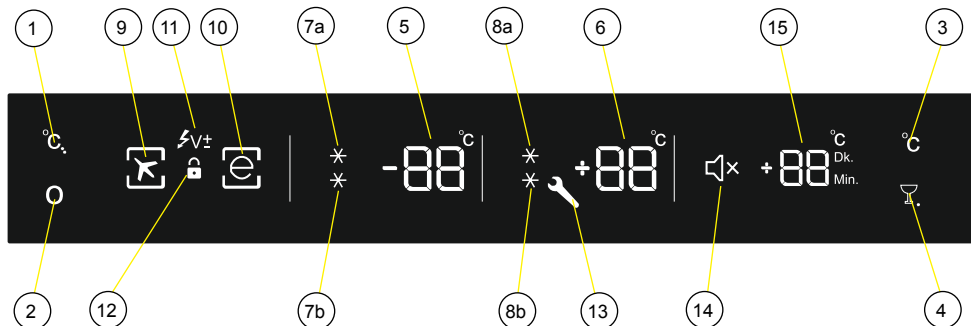 1 9 11 10 7a 5 8a 6 15 3
°C V± °C °C °C °C
e -88 +88 +88 Dk.
Min.
O
2 12 7b 8b 13 14 4